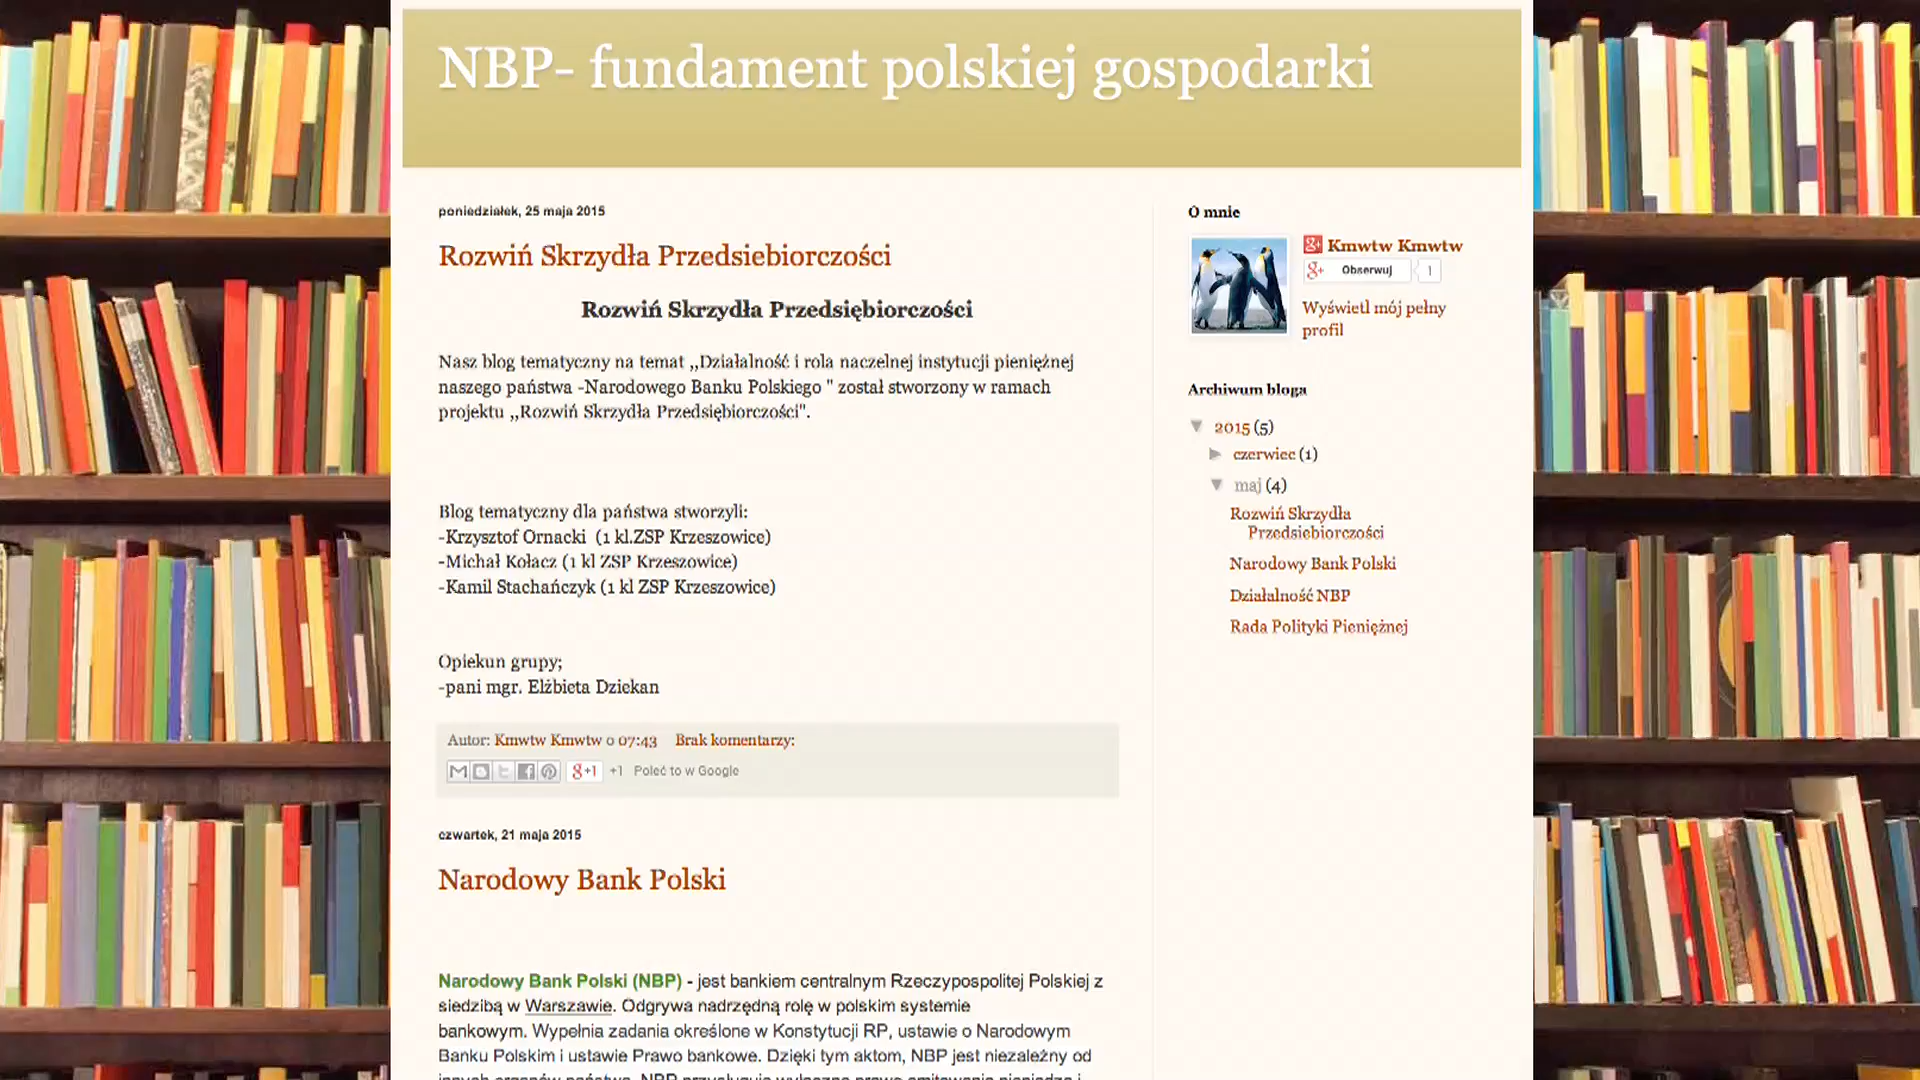 NBP- fundament polskiej gospodarki
poniedziałek, 25 maja 2015
Rozwiń Skrzydła Przedsiebiorczości
Rozwiń Skrzydła Przedsiębiorczości
Nasz blog tematyczny na temat ,,Działalność i rola naczelnej instytucji pieniężnej
naszego państwa -Narodowego Banku Polskiego " został stworzony w ramach
projektu ,,Rozwiń Skrzydła Przedsiębiorczości".
Blog tematyczny dla państwa stworzyli:
-Krzysztof Ornacki (1 kl.ZSP Krzeszowice)
-Michał Kołacz (1 kl ZSP Krzeszowice)
-Kamil Stachańczyk (1 kl ZSP Krzeszowice)
Opiekun grupy;
-pani mgr. Elżbieta Dziekan
Autor: Kmwtw Kmwtw o 07:43 Brak komentarzy:
g+1 +1 Poleć to w Google
czwartek, 21 maja 2015
Narodowy Bank Polski
Narodowy Bank Polski (NBP) - jest bankiem centralnym Rzeczypospolitej Polskiej z
siedzibą w Warszawie. Odgrywa nadrzędną rolę w polskim systemie
bankowym. Wypełnia zadania określone w Konstytucji RP, ustawie o Narodowym
Banku Polskim i ustawie Prawo bankowe. Dzięki tym aktom, NBP jest niezależny od
O mnie
g+ Kmwtw Kmwtw
g+ Obserwuj 1
Wyświetl mój pełny
profil
Archiwum bloga
▼ 2015 (5)
► czerwiec (1)
▼ maj (4)
Rozwiń Skrzydła
Przedsiebiorczości
Narodowy Bank Polski
Działalność NBP
Rada Polityki Pieniężnej